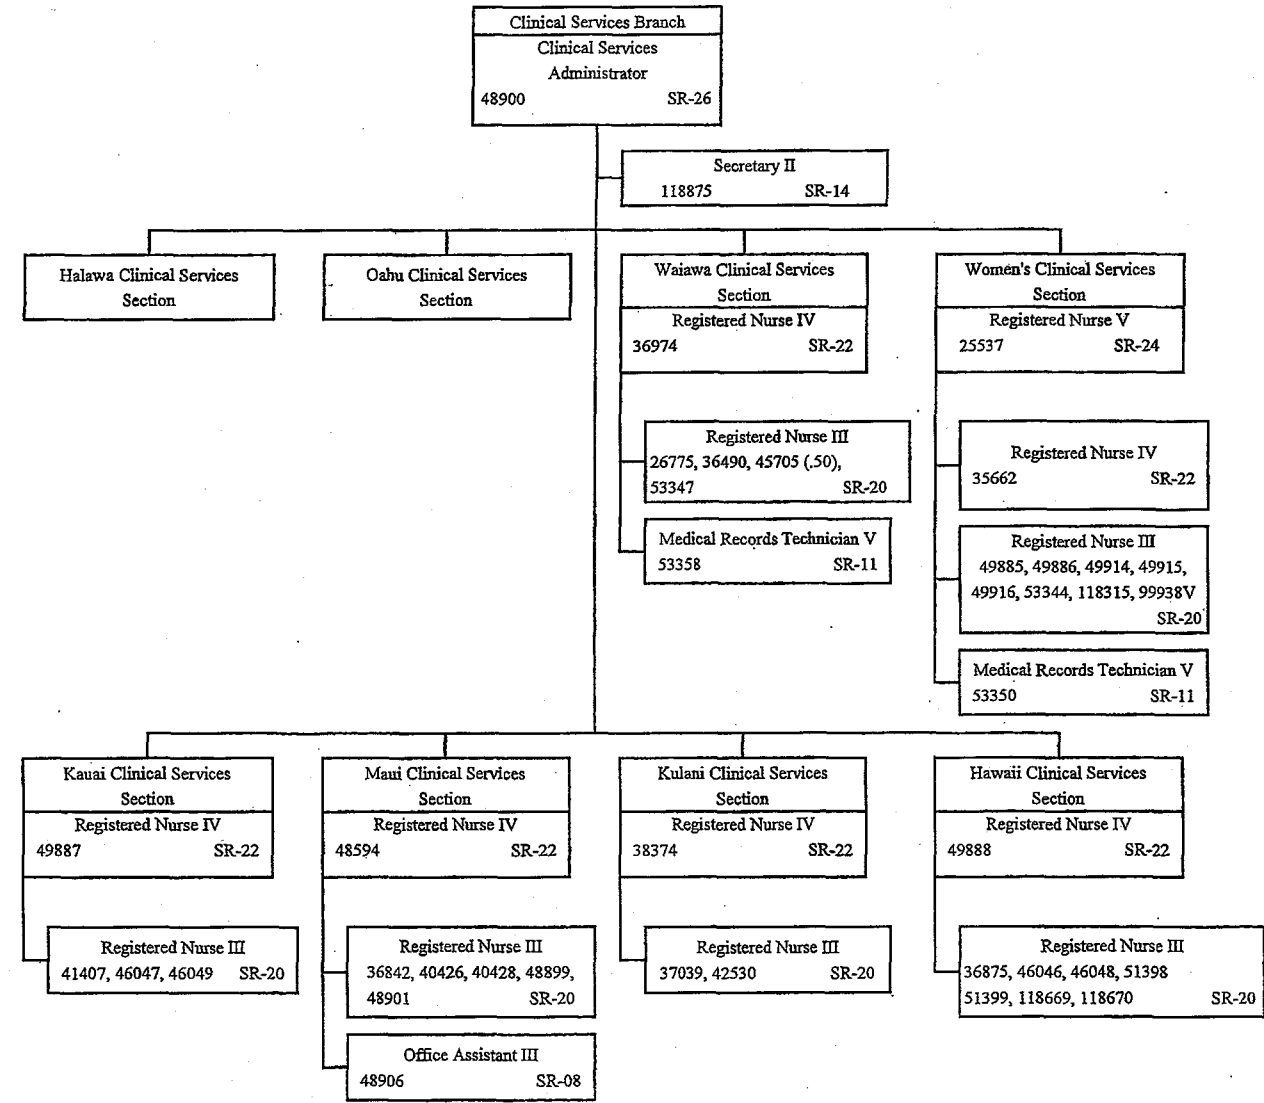 Clinical Services Branch
Clinical Services
Administrator
48900 SR-26
Secretary II
118875 SR-14
Halawa Clinical Services
Section
Oahu Clinical Services
Section
Waiawa Clinical Services
Section
Registered Nurse IV
36974 SR-22
Registered Nurse III
26775, 36490, 45705 (.50),
53347 SR-20
Medical Records Technician V
53358 SR-11
Women's Clinical Services
Section
Registered Nurse V
25537 SR-24
Registered Nurse IV
35662 SR-22
Registered Nurse III
49885, 49886, 49914, 49915,
49916, 53344, 118315, 99938V
SR-20
Medical Records Technician V
53350 SR-11
Kauai Clinical Services
Section
Registered Nurse IV
49887 SR-22
Registered Nurse III
41407, 46047, 46049 SR-20
Maui Clinical Services
Section
Registered Nurse IV
48594 SR-22
Registered Nurse III
36842, 40426, 40428, 48899,
48901 SR-20
Office Assistant III
48906 SR-08
Kulani Clinical Services
Section
Registered Nurse IV
38374 SR-22
Registered Nurse III
37039, 42530 SR-20
Hawaii Clinical Services
Section
Registered Nurse IV
49888 SR-22
Registered Nurse III
36875, 46046, 46048, 51398
51399, 118669, 118670 SR-20